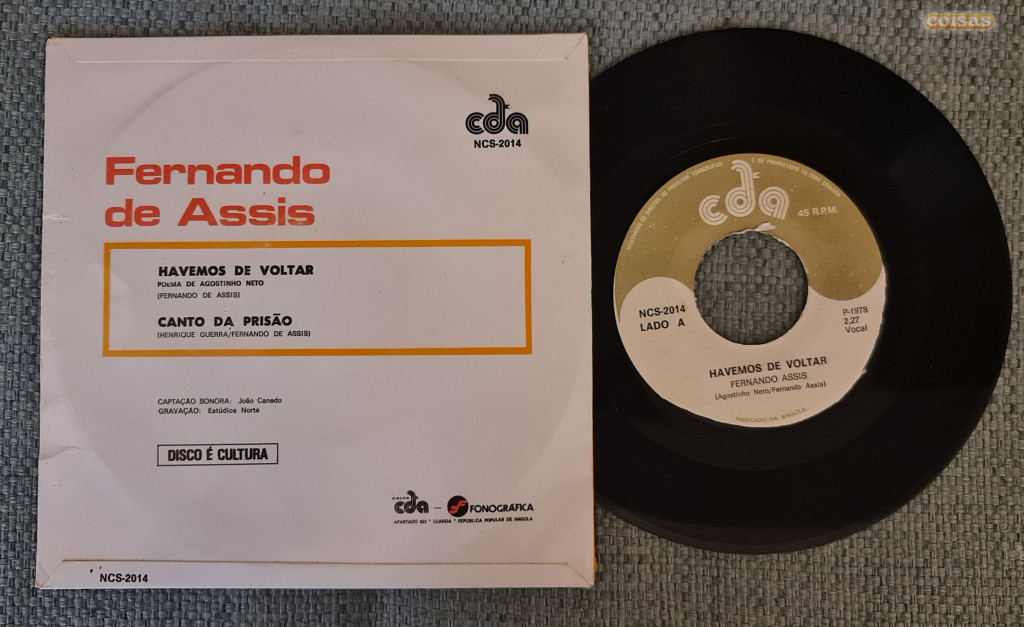 coisas
cda
NCS-2014
Fernando
de Assis
HAVEMOS DE VOLTAR
POEMA DE AGOSTINHO NETO
(FERNANDO DE ASSIS)
CANTO DA PRISÃO
(HENRIQUE GUERRA/FERNANDO DE ASSIS)
CAPTAÇÃO SONORA: João Canedo
GRAVAÇÃO: Estúdios Norte
DISCO É CULTURA
cda – FONOGRÁFIKA
APARTADO 823 * LUANDA * REPÚBLICA POPULAR DE ANGOLA
NCS-2014
cda
45 R.P.M.
NCS-2014
LADO A
P-1978
2,27
Vocal
HAVEMOS DE VOLTAR
FERNANDO ASSIS
(Agostinho Neto/Fernando Assis)
FABRICADO EM ANGOLA